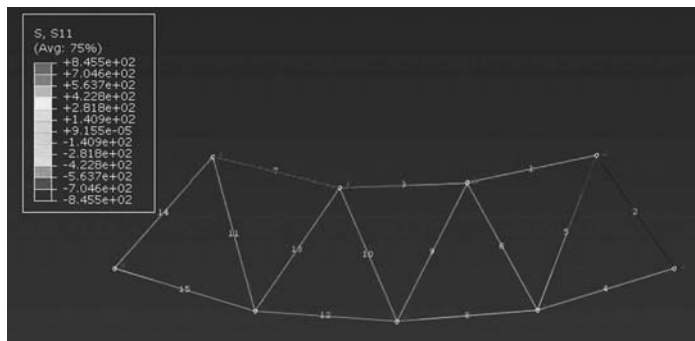 S, S11
(Avg: 75%)
+8.455e+02
+7.046e+02
+5.637e+02
+4.228e+02
+2.818e+02
+1.409e+02
+9.155e-05
-1.409e+02
-2.818e+02
-4.228e+02
-5.637e+02
-7.046e+02
-8.455e+02
3
14
11
13
10
9
6
5
2
15
12
8
4